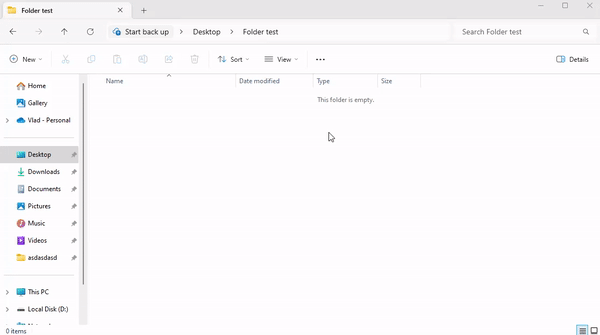 Folder test
Start back up Desktop Folder test
Search Folder test
New Sort View Details
Name Date modified Type Size
This folder is empty.
Home
Gallery
Vlad - Personal
Desktop
Downloads
Documents
Pictures
Music
Videos
asdasdasd
This PC
Local Disk (D:)
0 items